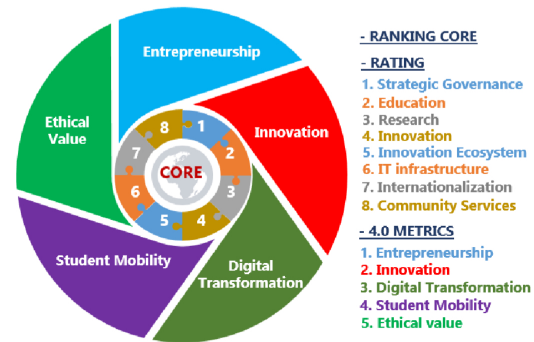 Entrepreneurship
Ethical
Value
Innovation
8
1
7
2
CORE
6
3
5
4
Student Mobility
Digital
Transformation
- RANKING CORE
- RATING
1. Strategic Governance
2. Education
3. Research
4. Innovation
5. Innovation Ecosystem
6. IT infrastructure
7. Internationalization
8. Community Services
- 4.0 METRICS
1. Entrepreneurship
2. Innovation
3. Digital Transformation
4. Student Mobility
5. Ethical value